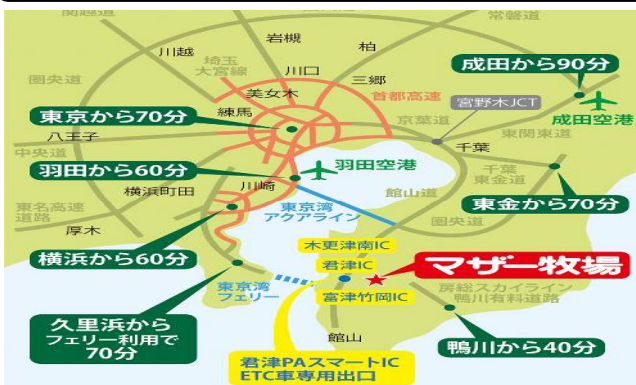 関越道
常磐道
岩槻
柏
川越
埼玉
大宮線
川口
三郷
成田から90分
圏央道
美女木
首都高速
宮野木JCT
成田空港
東京から70分
練馬
京葉道
東関東道
八王子
千葉
中央道
羽田から60分
羽田空港
千葉
東金道
川崎
横浜町田
東京湾
アクアライン
館山道
東金から70分
東名高速
道路
圏央道
厚木
木更津南IC
横浜から60分
君津IC
マザー牧場
東京湾
フェリー
富津竹岡IC
房総スカイライン
鴨川有料道路
久里浜から
フェリー利用で
70分
館山
鴨川から40分
君津PAスマートIC
ETC車専用出口